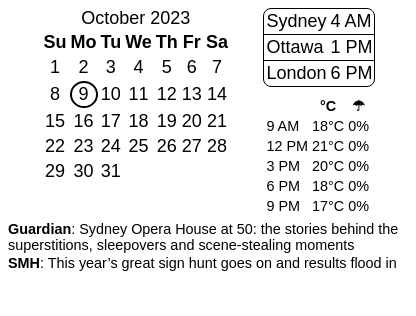 October 2023
Su Mo Tu We Th Fr Sa
1 2 3 4 5 6 7
8 9 10 11 12 13 14
15 16 17 18 19 20 21
22 23 24 25 26 27 28
29 30 31
Sydney 4 AM
Ottawa 1 PM
London 6 PM
°C ☂
9 AM 18°C 0%
12 PM 21°C 0%
3 PM 20°C 0%
6 PM 18°C 0%
9 PM 17°C 0%
Guardian: Sydney Opera House at 50: the stories behind the
superstitions, sleepovers and scene-stealing moments
SMH: This year’s great sign hunt goes on and results flood in